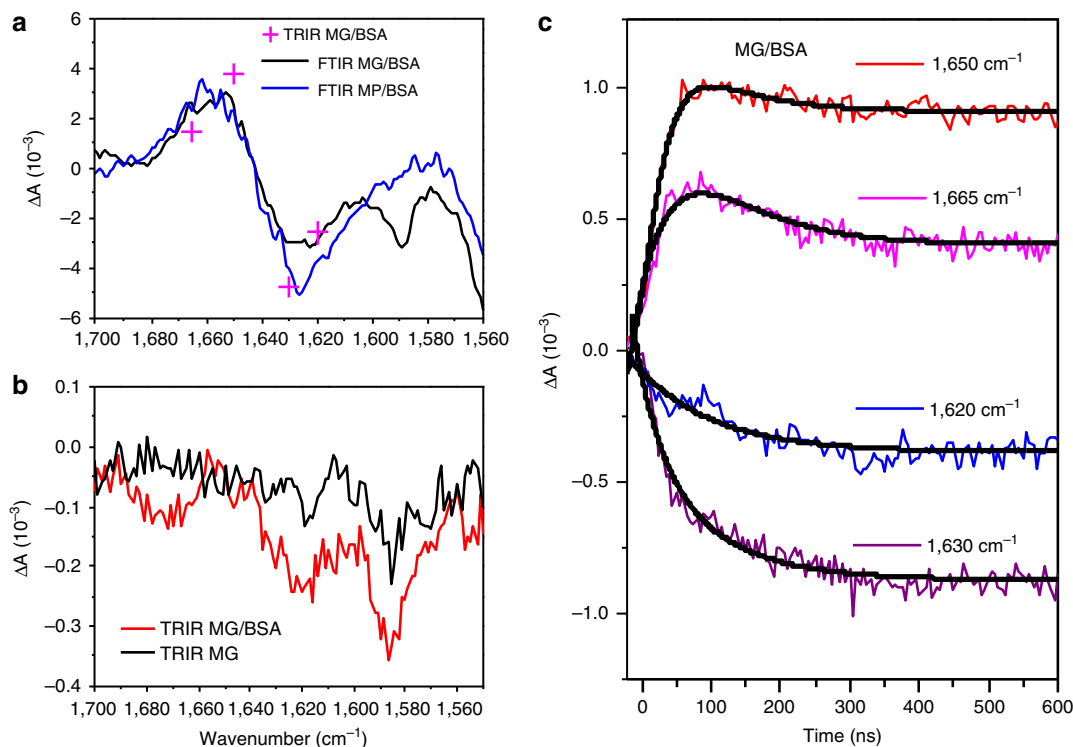 a
6
4
2
0
−2
−4
−6
ΔA (10⁻³)
TRIR MG/BSA
FTIR MG/BSA
FTIR MP/BSA
1,700 1,680 1,660 1,640 1,620 1,600 1,580 1,560
b
0.1
0.0
−0.1
−0.2
−0.3
−0.4
ΔA (10⁻³)
TRIR MG/BSA
TRIR MG
1,700 1,680 1,660 1,640 1,620 1,600 1,580 1,560
Wavenumber (cm⁻¹)
c
MG/BSA
1.0
0.5
0.0
−0.5
−1.0
ΔA (10⁻³)
1,650 cm⁻¹
1,665 cm⁻¹
1,620 cm⁻¹
1,630 cm⁻¹
0 100 200 300 400 500 600
Time (ns)